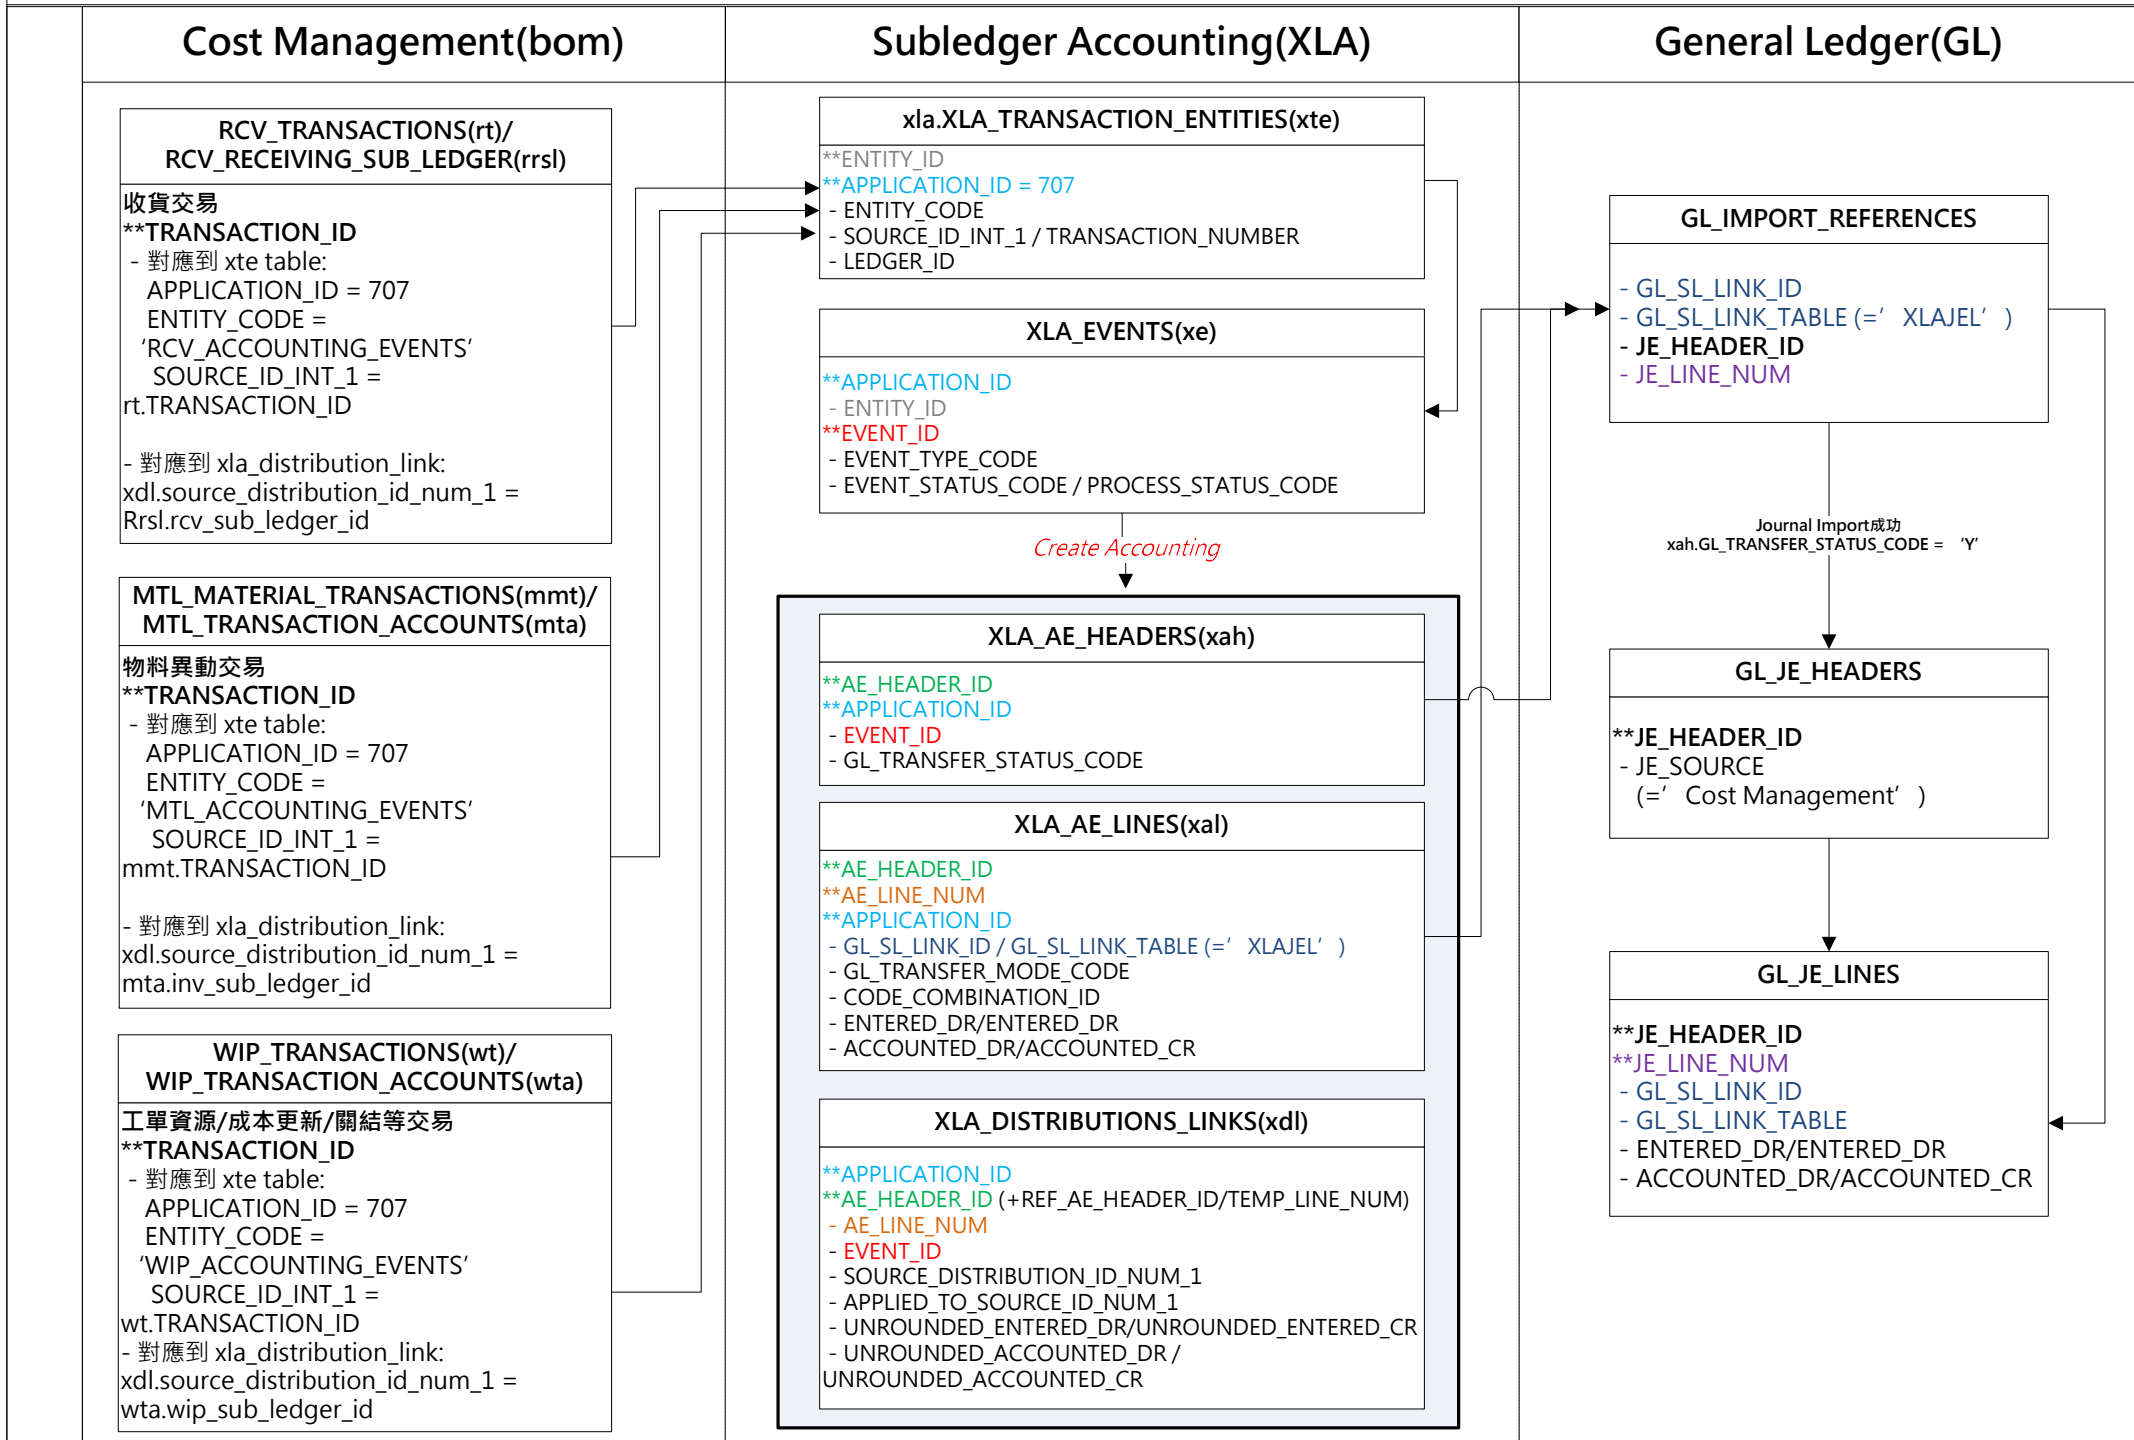 Cost Management(bom)
Subledger Accounting(XLA)
General Ledger(GL)
RCV_TRANSACTIONS(rt)/
RCV_RECEIVING_SUB_LEDGER(rrsl)
收貨交易
**TRANSACTION_ID
- 對應到 xte table:
APPLICATION_ID = 707
ENTITY_CODE =
‘RCV_ACCOUNTING_EVENTS’
SOURCE_ID_INT_1 =
rt.TRANSACTION_ID
- 對應到 xla_distribution_link:
xdl.source_distribution_id_num_1 =
Rrsl.rcv_sub_ledger_id
MTL_MATERIAL_TRANSACTIONS(mmt)/
MTL_TRANSACTION_ACCOUNTS(mta)
物料異動交易
**TRANSACTION_ID
- 對應到 xte table:
APPLICATION_ID = 707
ENTITY_CODE =
‘MTL_ACCOUNTING_EVENTS’
SOURCE_ID_INT_1 =
mmt.TRANSACTION_ID
- 對應到 xla_distribution_link:
xdl.source_distribution_id_num_1 =
mta.inv_sub_ledger_id
WIP_TRANSACTIONS(wt)/
WIP_TRANSACTION_ACCOUNTS(wta)
工單資源/成本更新/關結等交易
**TRANSACTION_ID
- 對應到 xte table:
APPLICATION_ID = 707
ENTITY_CODE =
‘WIP_ACCOUNTING_EVENTS’
SOURCE_ID_INT_1 =
wt.TRANSACTION_ID
- 對應到 xla_distribution_link:
xdl.source_distribution_id_num_1 =
wta.wip_sub_ledger_id
xla.XLA_TRANSACTION_ENTITIES(xte)
**ENTITY_ID
**APPLICATION_ID = 707
- ENTITY_CODE
- SOURCE_ID_INT_1 / TRANSACTION_NUMBER
- LEDGER_ID
XLA_EVENTS(xe)
**APPLICATION_ID
- ENTITY_ID
**EVENT_ID
- EVENT_TYPE_CODE
- EVENT_STATUS_CODE / PROCESS_STATUS_CODE
Create Accounting
XLA_AE_HEADERS(xah)
**AE_HEADER_ID
**APPLICATION_ID
- EVENT_ID
- GL_TRANSFER_STATUS_CODE
XLA_AE_LINES(xal)
**AE_HEADER_ID
**AE_LINE_NUM
**APPLICATION_ID
- GL_SL_LINK_ID / GL_SL_LINK_TABLE (=’ XLAJEL’ )
- GL_TRANSFER_MODE_CODE
- CODE_COMBINATION_ID
- ENTERED_DR/ENTERED_DR
- ACCOUNTED_DR/ACCOUNTED_CR
XLA_DISTRIBUTIONS_LINKS(xdl)
**APPLICATION_ID
**AE_HEADER_ID (+REF_AE_HEADER_ID/TEMP_LINE_NUM)
- AE_LINE_NUM
- EVENT_ID
- SOURCE_DISTRIBUTION_ID_NUM_1
- APPLIED_TO_SOURCE_ID_NUM_1
- UNROUNDED_ENTERED_DR/UNROUNDED_ENTERED_CR
- UNROUNDED_ACCOUNTED_DR /
UNROUNDED_ACCOUNTED_CR
GL_IMPORT_REFERENCES
- GL_SL_LINK_ID
- GL_SL_LINK_TABLE (=’ XLAJEL’ )
- JE_HEADER_ID
- JE_LINE_NUM
Journal Import成功
xah.GL_TRANSFER_STATUS_CODE = ‘Y’
GL_JE_HEADERS
**JE_HEADER_ID
- JE_SOURCE
(=’ Cost Management’ )
GL_JE_LINES
**JE_HEADER_ID
**JE_LINE_NUM
- GL_SL_LINK_ID
- GL_SL_LINK_TABLE
- ENTERED_DR/ENTERED_DR
- ACCOUNTED_DR/ACCOUNTED_CR